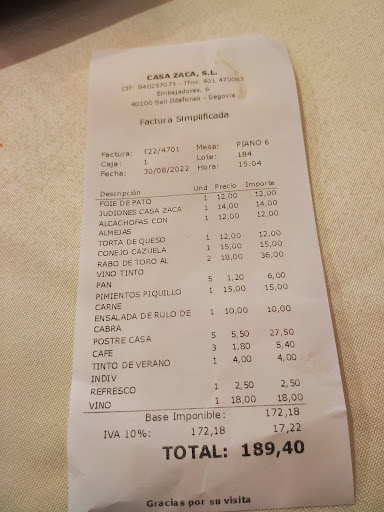 CASA ZACA, S.L.
CIF: B40257073 - Tfno: 921 470087
Embajadores, 6
40100 San Ildefonso - Segovia
Factura Simplificada
Factura: T22/4701 Mesa: PIANO 6
Caja: 1 Lote: 184
Fecha: 30/08/2022 Hora: 15:04
Descripción Und Precio Importe
FOIE DE PATO 1 12,00 12,00
JUDIONES CASA ZACA 1 14,00 14,00
ALCACHOFAS CON 1 12,00 12,00
ALMEJAS
TORTA DE QUESO 1 12,00 12,00
CONEJO CAZUELA 1 15,00 15,00
RABO DE TORO AL 2 18,00 36,00
VINO TINTO
PAN 5 1,20 6,00
PIMIENTOS PIQUILLO 1 15,00 15,00
CARNE
ENSALADA DE RULO DE 1 10,00 10,00
CABRA
POSTRE CASA 5 5,50 27,50
CAFE 3 1,80 5,40
TINTO DE VERANO 1 4,00 4,00
INDIV
REFRESCO 1 2,50 2,50
VINO 1 18,00 18,00
Base Imponible: 172,18
IVA 10%: 172,18 17,22
TOTAL: 189,40
Gracias por su visita